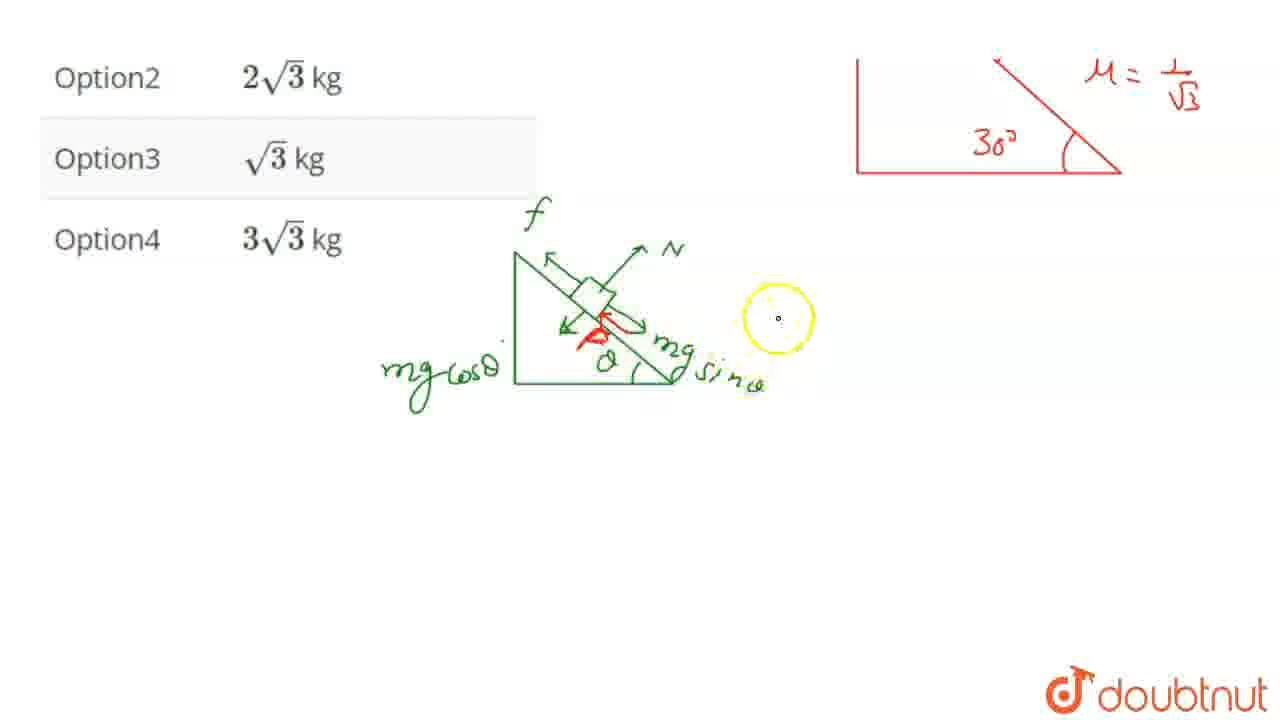 Option2 2√3 kg
μ = 1/√3
30°
Option3 √3 kg
f
Option4 3√3 kg
N
mg cosθ
θ
mg sinθ
doubtnut